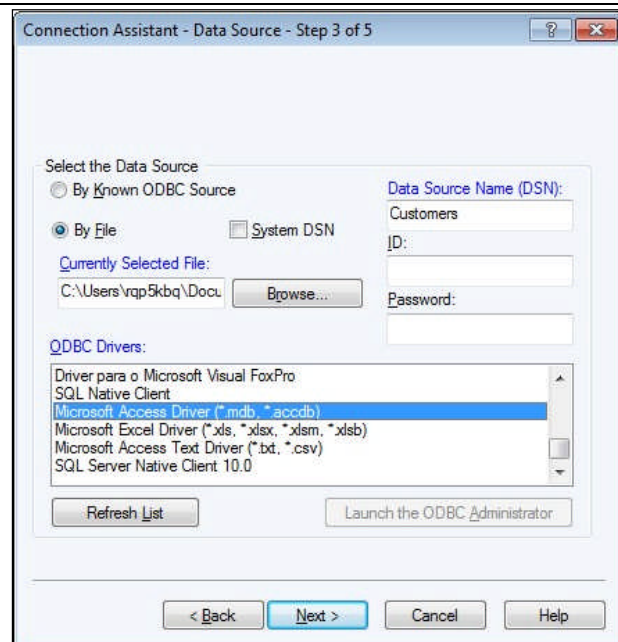 Connection Assistant - Data Source - Step 3 of 5
Select the Data Source
By Known ODBC Source
Data Source Name (DSN):
Customers
By File
System DSN
ID:
Currently Selected File:
C:\Users\rqp5kbq\Docu
Browse...
Password:
ODBC Drivers:
Driver para o Microsoft Visual FoxPro
SQL Native Client
Microsoft Access Driver (*.mdb, *.accdb)
Microsoft Excel Driver (*.xls, *.xlsx, *.xlsm, *.xlsb)
Microsoft Access Text Driver (*.txt, *.csv)
SQL Server Native Client 10.0
Refresh List
Launch the ODBC Administrator
< Back
Next >
Cancel
Help